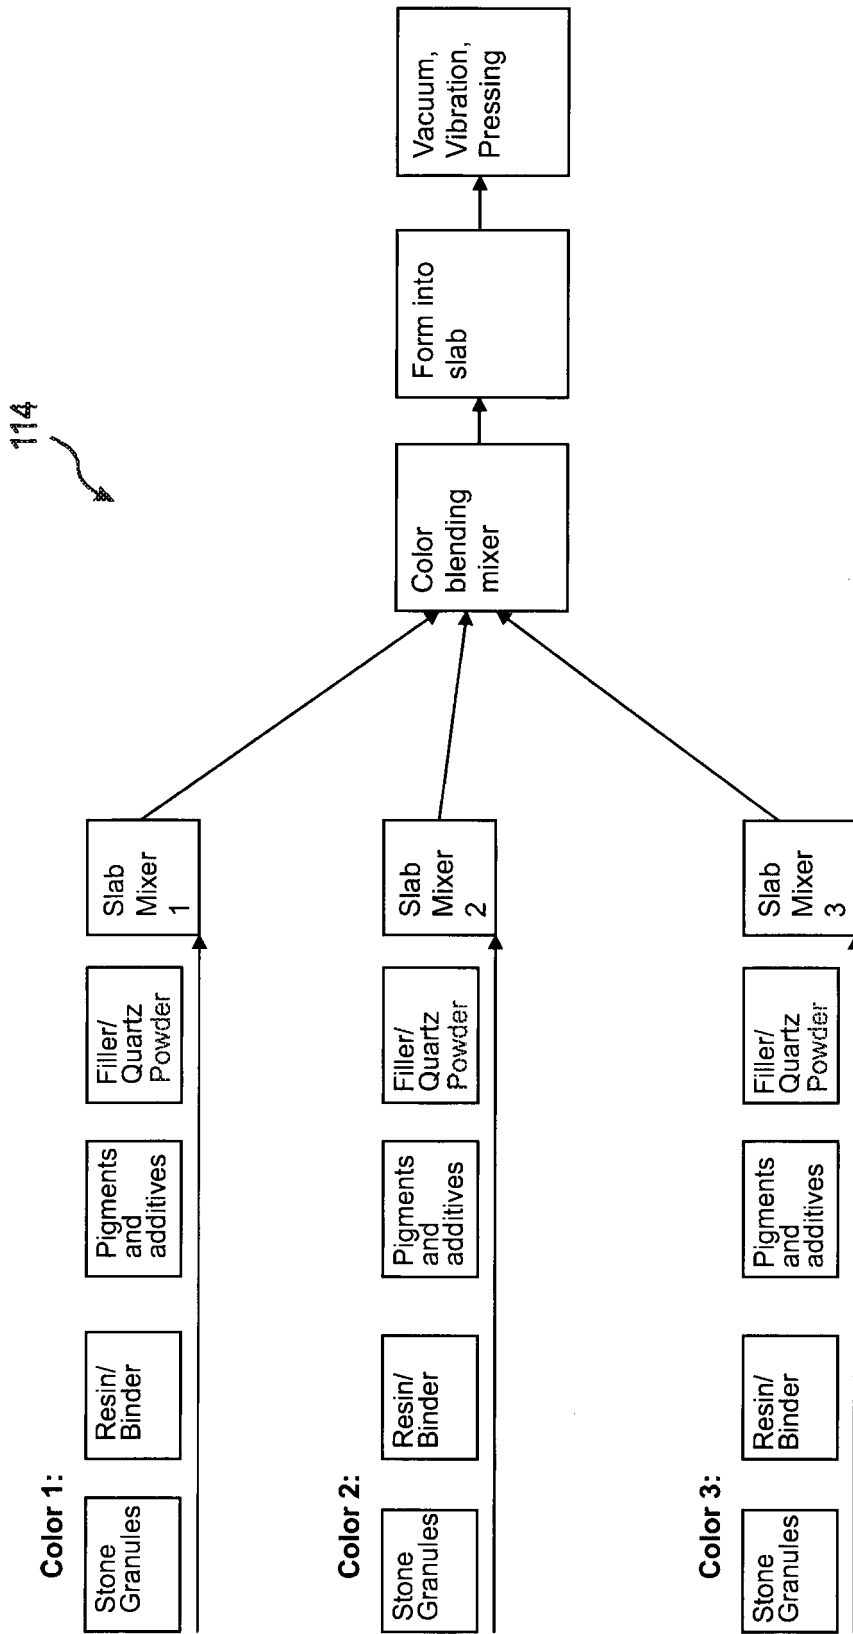 114
Color 1:
Stone
Granules
Resin/
Binder
Pigments
and
additives
Filler/
Quartz
Powder
Slab
Mixer
1
Color 2:
Stone
Granules
Resin/
Binder
Pigments
and
additives
Filler/
Quartz
Powder
Slab
Mixer
2
Color 3:
Stone
Granules
Resin/
Binder
Pigments
and
additives
Filler/
Quartz
Powder
Slab
Mixer
3
Color
blending
mixer
Form into
slab
Vacuum,
Vibration,
Pressing